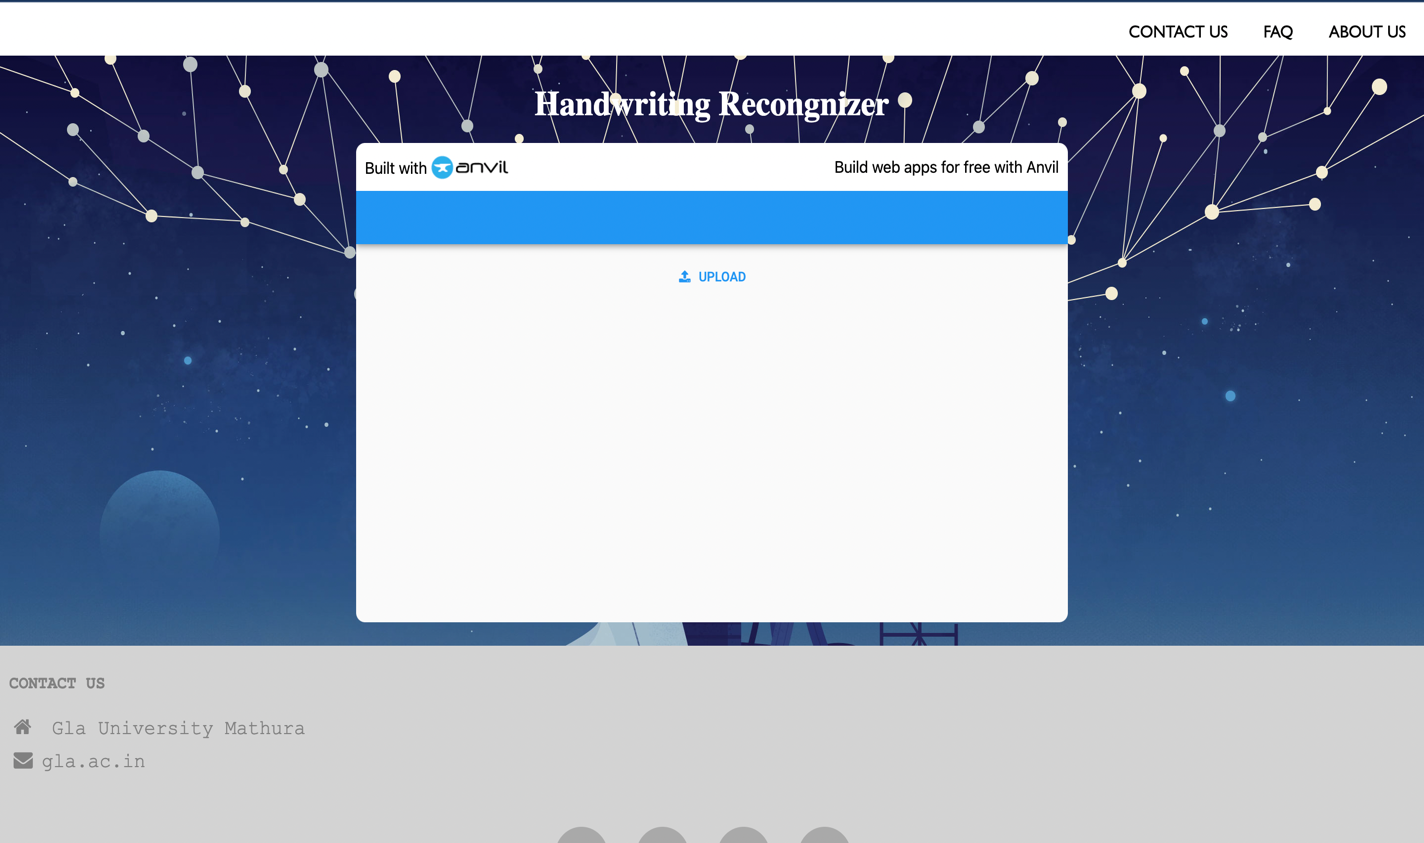 CONTACT US FAQ ABOUT US
Handwriting Recongnizer
Built with anvil Build web apps for free with Anvil
UPLOAD
CONTACT US
Gla University Mathura
gla.ac.in